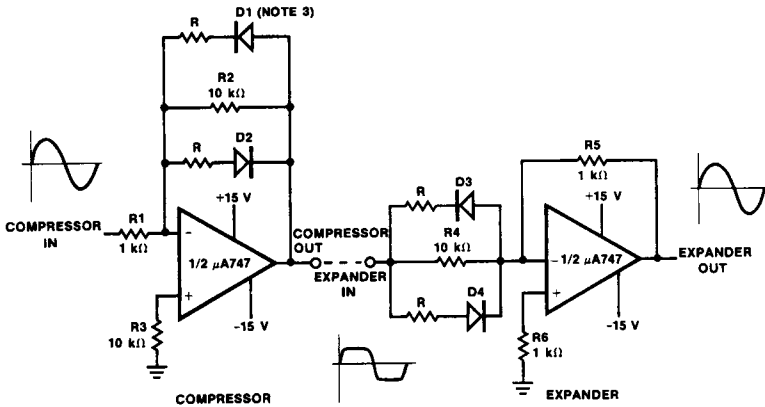 D1 (NOTE 3)
R
R2
10 kΩ
R
D2
+15 V
R1
1 kΩ
COMPRESSOR
IN
−
1/2 μA747
+
-15 V
R3
10 kΩ
COMPRESSOR
OUT
EXPANDER
IN
R
D3
R4
10 kΩ
R
D4
R5
1 kΩ
+15 V
−
1/2 μA747
+
-15 V
R6
1 kΩ
EXPANDER
OUT
COMPRESSOR
EXPANDER